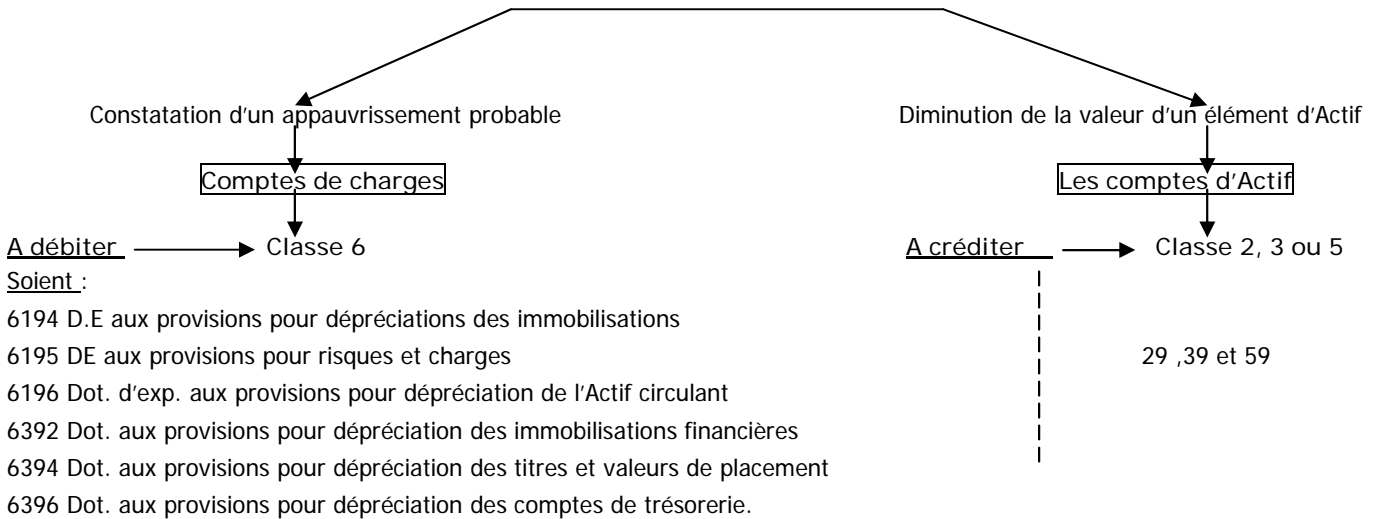 Constatation d'un appauvrissement probable
Diminution de la valeur d'un élément d'Actif
Comptes de charges
Les comptes d'Actif
A débiter
Classe 6
A créditer
Classe 2, 3 ou 5
Soient :
6194 D.E aux provisions pour dépréciations des immobilisations
6195 DE aux provisions pour risques et charges
29 ,39 et 59
6196 Dot. d'exp. aux provisions pour dépréciation de l'Actif circulant
6392 Dot. aux provisions pour dépréciation des immobilisations financières
6394 Dot. aux provisions pour dépréciation des titres et valeurs de placement
6396 Dot. aux provisions pour dépréciation des comptes de trésorerie.